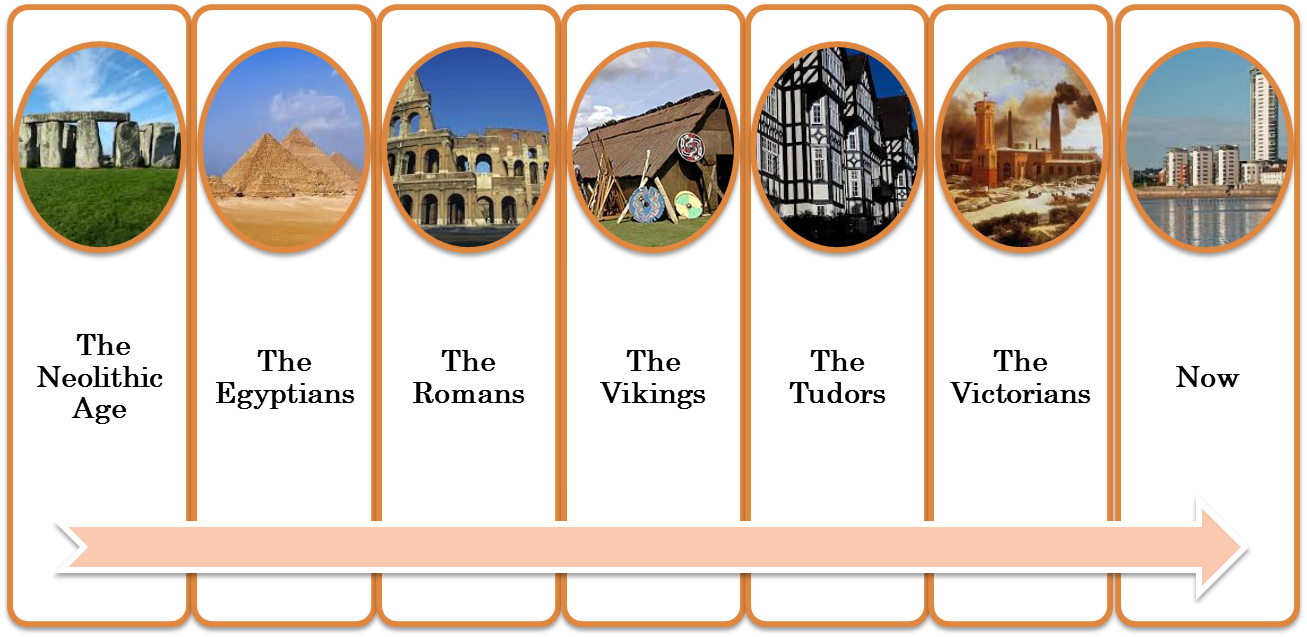 The
Neolithic
Age
The
Egyptians
The
Romans
The
Vikings
The
Tudors
The
Victorians
Now